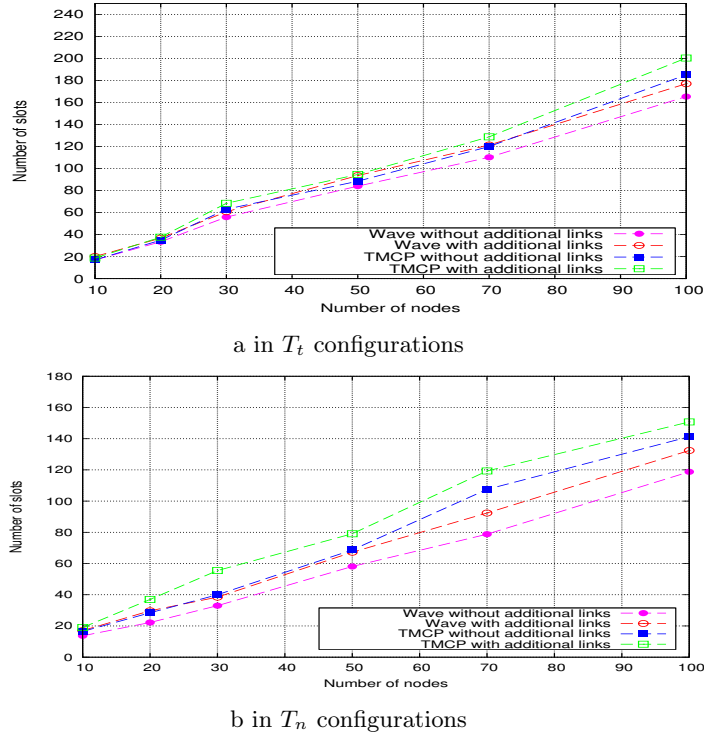 240
220
200
180
160
140
120
100
80
60
40
20
0
Number of slots
Wave without additional links
Wave with additional links
TMCP without additional links
TMCP with additional links
10 20 30 40 50 60 70 80 90 100
Number of nodes
a in T_t configurations
180
160
140
120
100
80
60
40
20
0
Number of slots
Wave without additional links
Wave with additional links
TMCP without additional links
TMCP with additional links
10 20 30 40 50 60 70 80 90 100
Number of nodes
b in T_n configurations